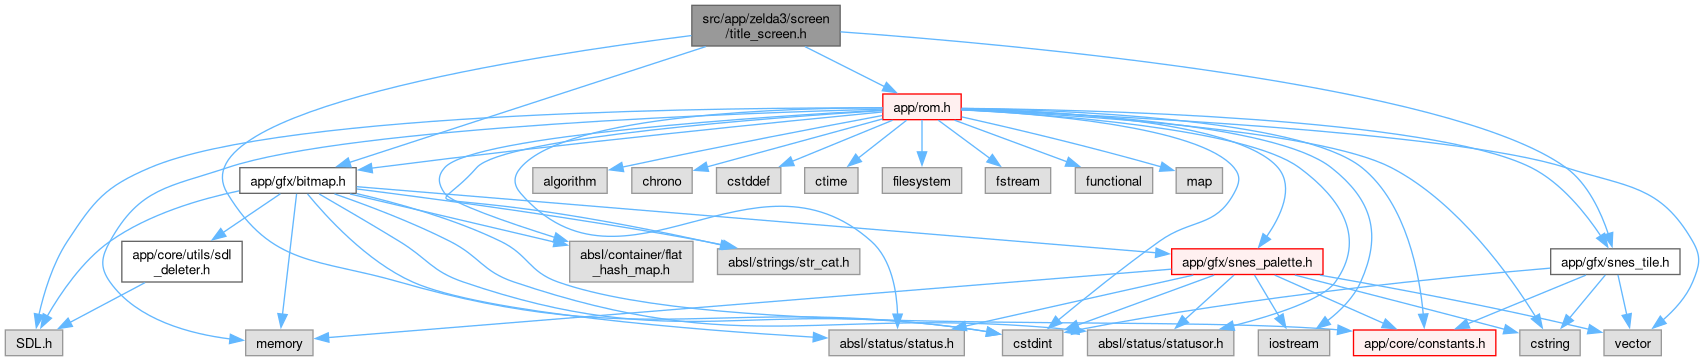 src/app/zelda3/screen
/title_screen.h
app/rom.h
app/gfx/bitmap.h
algorithm
chrono
cstddef
ctime
filesystem
fstream
functional
map
app/core/utils/sdl
_deleter.h
absl/container/flat
_hash_map.h
absl/strings/str_cat.h
app/gfx/snes_palette.h
app/gfx/snes_tile.h
SDL.h
memory
absl/status/status.h
cstdint
absl/status/statusor.h
iostream
app/core/constants.h
cstring
vector